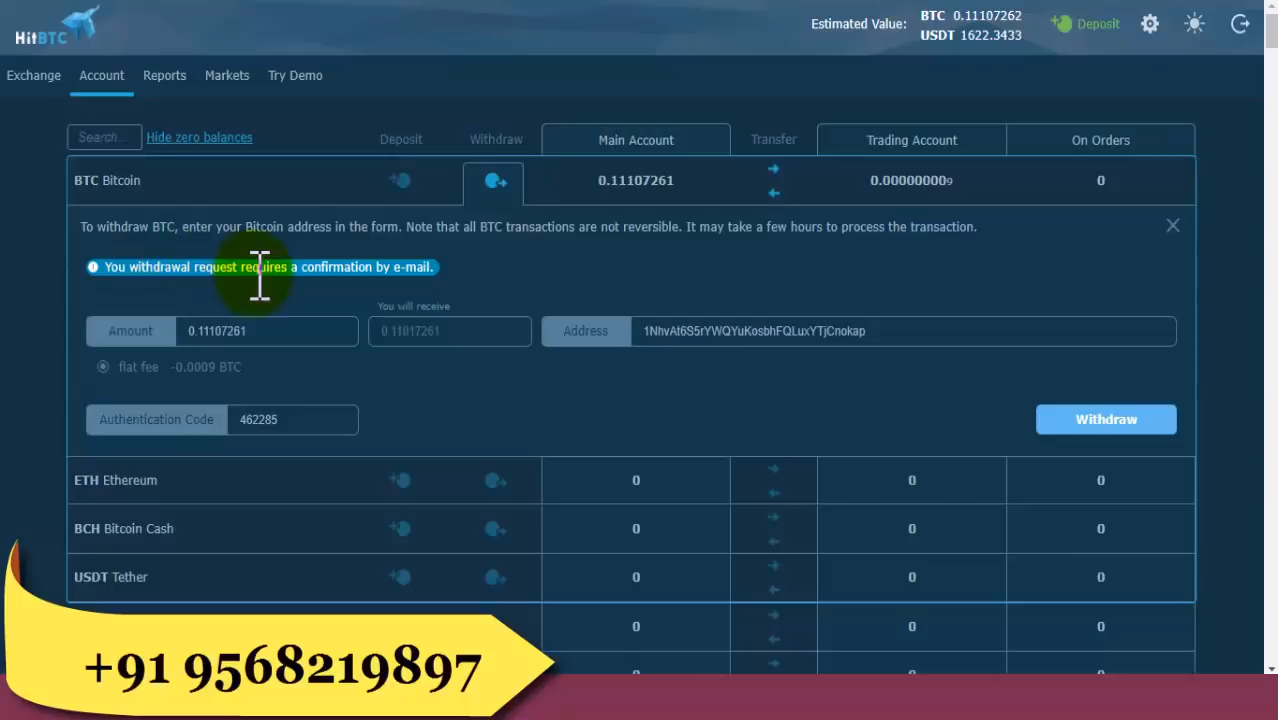 HitBTC
Estimated Value: BTC 0.11107262
USDT 1622.3433
Deposit
Exchange Account Reports Markets Try Demo
Search... Hide zero balances Deposit Withdraw Main Account Transfer Trading Account On Orders
BTC Bitcoin 0.11107261 0.000000009 0
To withdraw BTC, enter your Bitcoin address in the form. Note that all BTC transactions are not reversible. It may take a few hours to process the transaction.
You withdrawal request requires a confirmation by e-mail.
You will receive
Amount 0.11107261 0.11017261 Address 1NhvAt6S5rYWQYuKosbhFQLuxYTjCnokap
flat fee -0.0009 BTC
Authentication Code 462285 Withdraw
ETH Ethereum 0 0 0
BCH Bitcoin Cash 0 0 0
USDT Tether 0 0 0
0 0 0
+91 9568219897